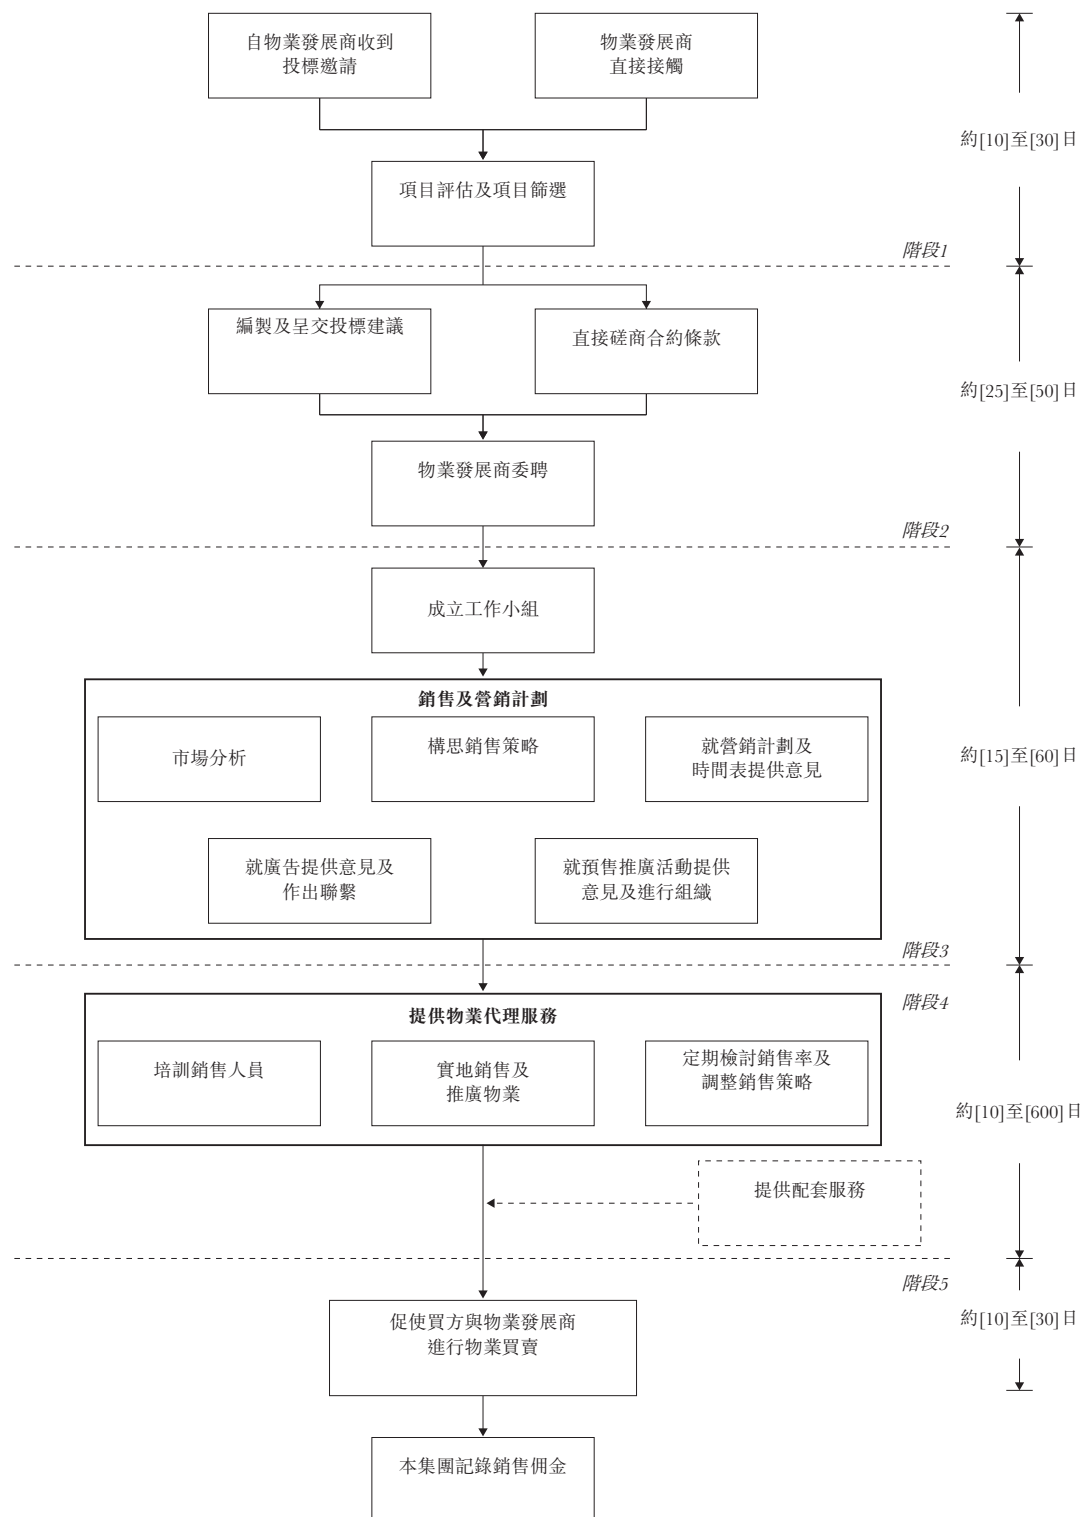 自物業發展商收到
投標邀請
物業發展商
直接接觸
約[10]至[30]日
項目評估及項目篩選
階段1
編製及呈交投標建議
直接磋商合約條款
約[25]至[50]日
物業發展商委聘
階段2
成立工作小組
銷售及營銷計劃
市場分析
構思銷售策略
就營銷計劃及
時間表提供意見
約[15]至[60]日
就廣告提供意見及
作出聯繫
就預售推廣活動提供
意見及進行組織
階段3
階段4
提供物業代理服務
培訓銷售人員
實地銷售及
推廣物業
定期檢討銷售率及
調整銷售策略
約[10]至[600]日
提供配套服務
階段5
促使買方與物業發展商
進行物業買賣
約[10]至[30]日
本集團記錄銷售佣金